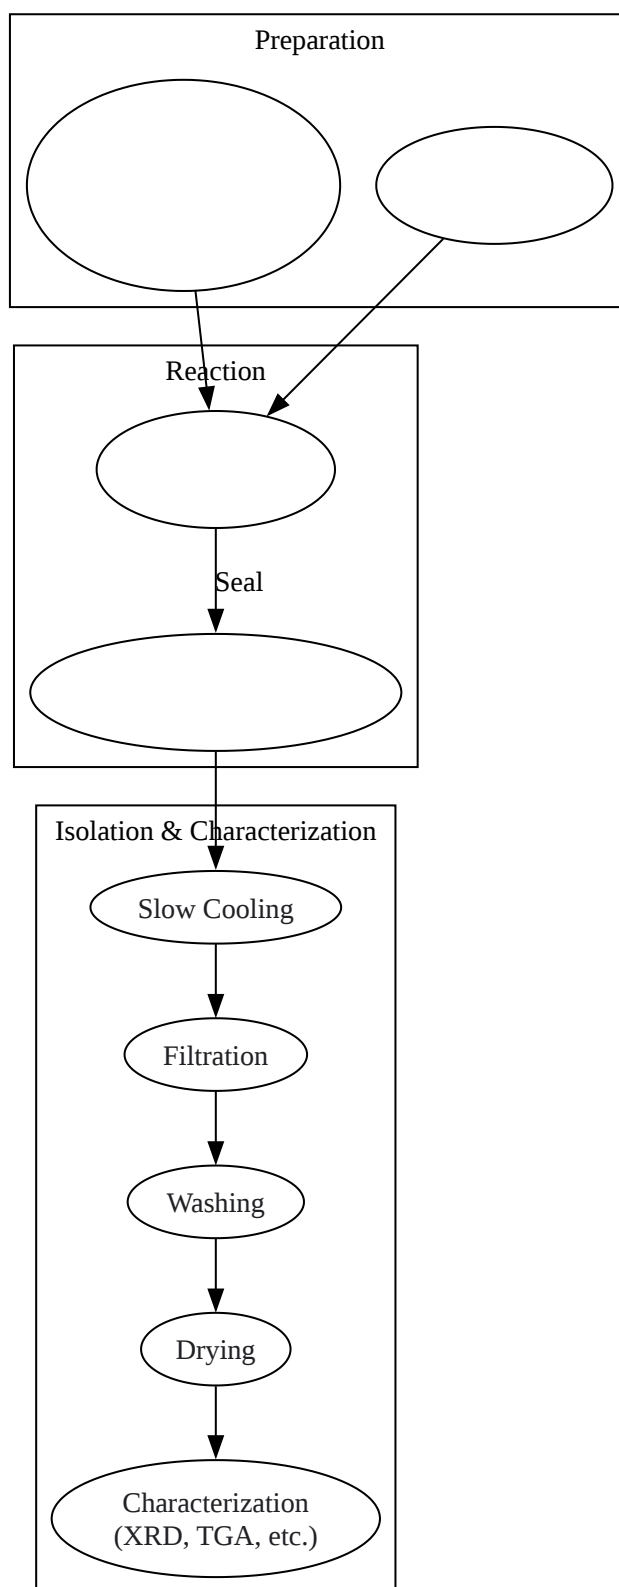 Preparation
Reaction
Seal
Isolation & Characterization
Slow Cooling
Filtration
Washing
Drying
Characterization
(XRD, TGA, etc.)